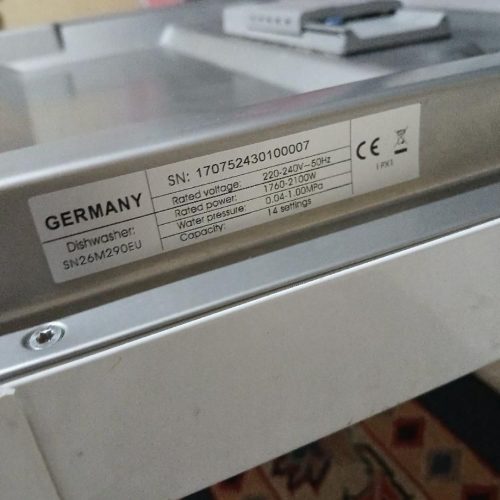 GERMANY
Dishwasher:
SN26M290EU
SN: 170752430100007
Rated voltage: 220-240V~50Hz
Rated power: 1760-2100W
Water pressure: 0.04-1.00MPa
Capacity: 14 settings
CE
IPX1